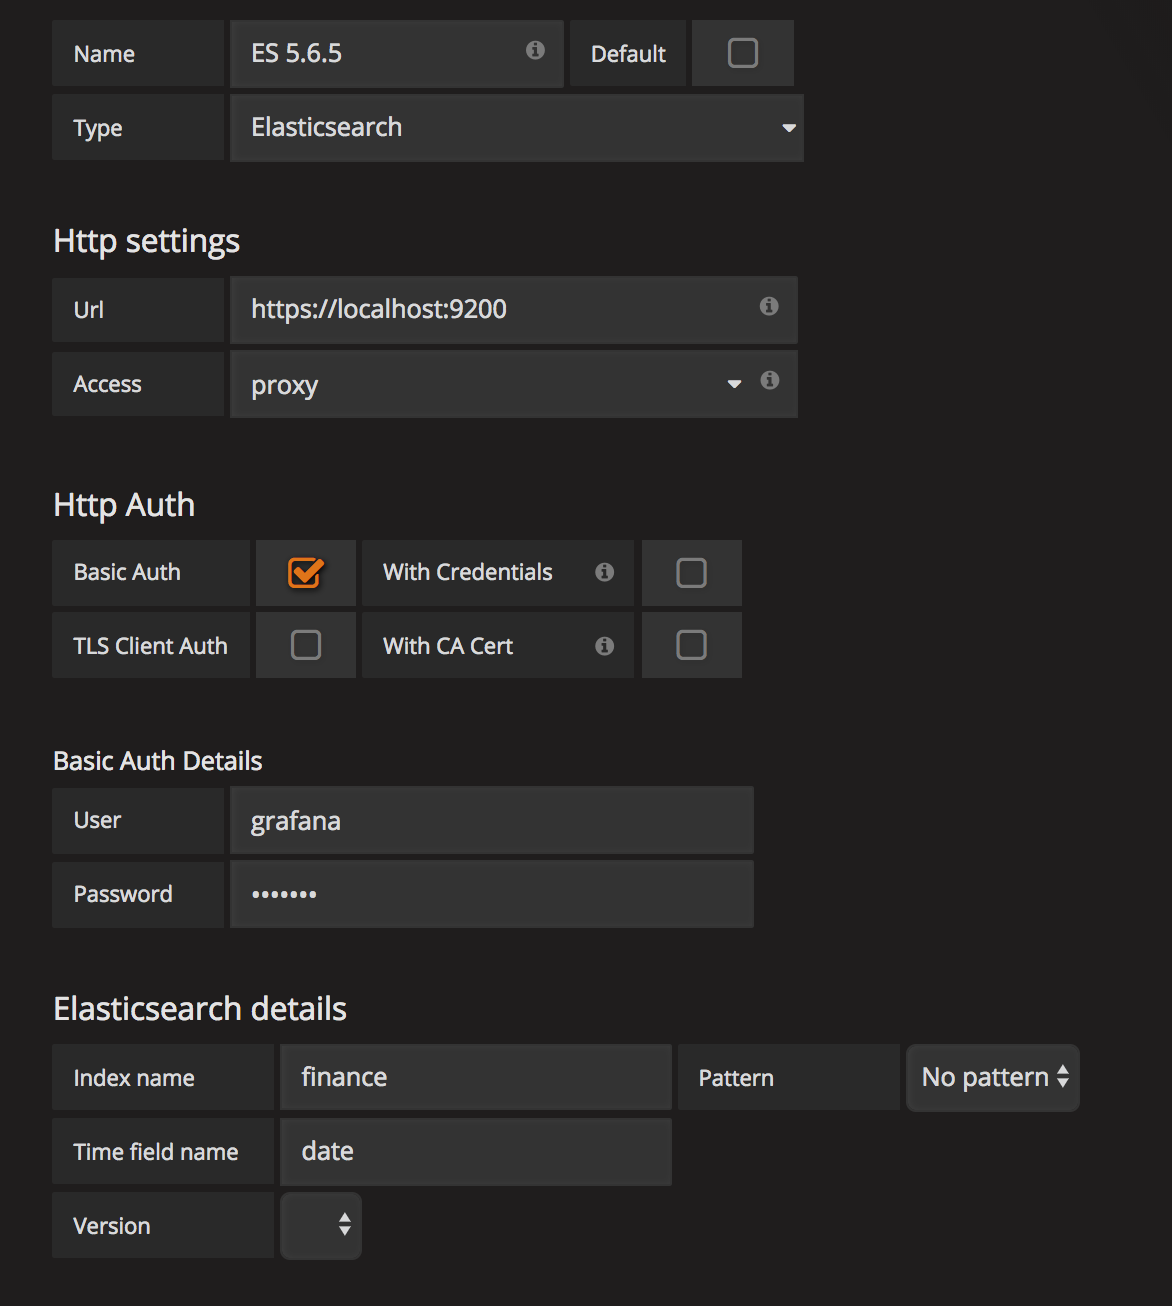 Name ES 5.6.5 Default
Type Elasticsearch
Http settings
Url https://localhost:9200
Access proxy
Http Auth
Basic Auth With Credentials
TLS Client Auth With CA Cert
Basic Auth Details
User grafana
Password •••••••
Elasticsearch details
Index name finance Pattern No pattern
Time field name date
Version